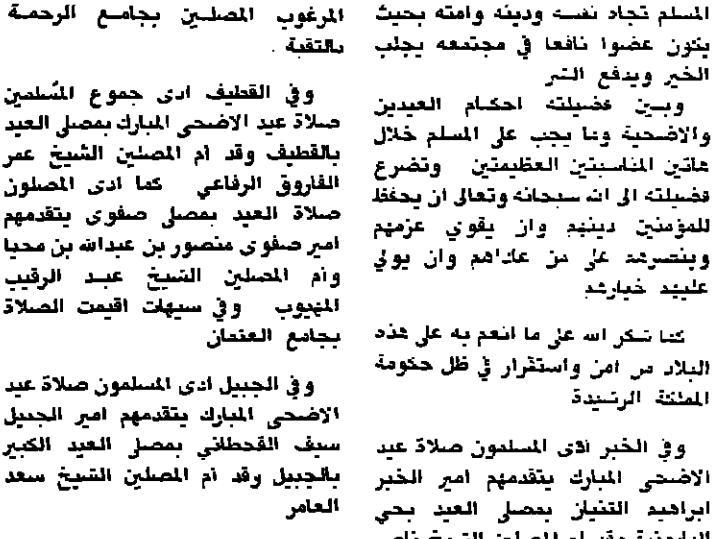 المسلم تجاه نفسه ودينه وامته بحيث
يكون عضوا نافعا في مجتمعه يجلب
الخير ويدفع الشر
وبين فضيلته احكام العيدين
والاضحية وما يجب على المسلم خلال
هاتين المناسبتين العظيمتين وتضرع
فضيلته الى الله سبحانه وتعالى ان يحفظ
للمؤمنين دينهم وان يقوي عزمهم
وينصرهم على من عاداهم وان يولي
عليهم خيارهم
كما شكر الله على ما انعم به على هذه
البلاد من امن واستقرار في ظل حكومة
المملكة الرشيدة
وفي الخبر ادى المسلمون صلاة عيد
الاضحى المبارك يتقدمهم امير الخبر
ابراهيم الثنيان بمصلى العيد بحي
المصلين الشيخ
المرغوب المصلين بجامع الرحمة
بالثقبة .
وفي القطيف ادى جموع المسلمين
صلاة عيد الاضحى المبارك بمصلى العيد
بالقطيف وقد أم المصلين الشيخ عمر
الفاروق الرفاعي كما ادى المصلون
صلاة العيد بمصلى صفوى يتقدمهم
امير صفوى منصور بن عبدالله بن محيا
وأم المصلين الشيخ عبد الرقيب
وفي سيهات اقيمت الصلاة
بجامع العثمان
وفي الجبيل ادى المسلمون صلاة عيد
الاضحى المبارك يتقدمهم امير الجبيل
سيف القحطاني بمصلى العيد الكبير
بالجبيل وقد أم المصلين الشيخ سعد
العامر